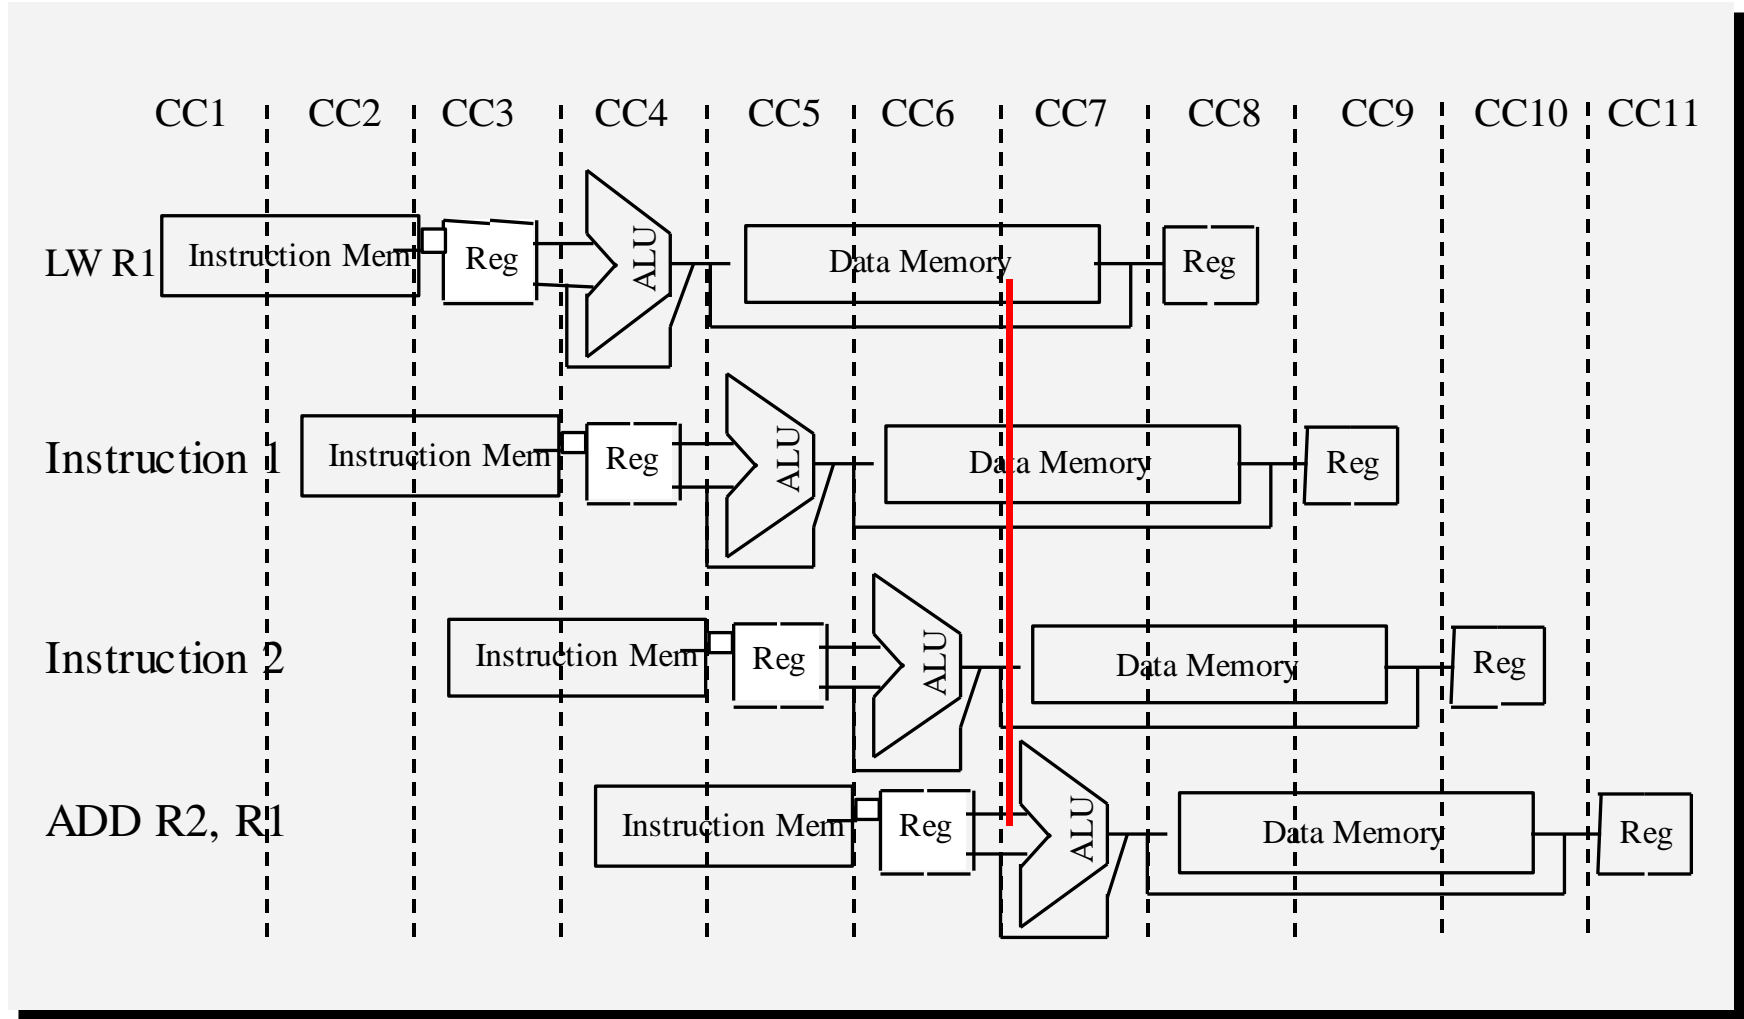 CC1 CC2 CC3 CC4 CC5 CC6 CC7 CC8 CC9 CC10 CC11
LW R1 Instruction Mem Reg ALU Data Memory Reg
Instruction 1 Instruction Mem Reg ALU Data Memory Reg
Instruction 2 Instruction Mem Reg ALU Data Memory Reg
ADD R2, R1 Instruction Mem Reg ALU Data Memory Reg